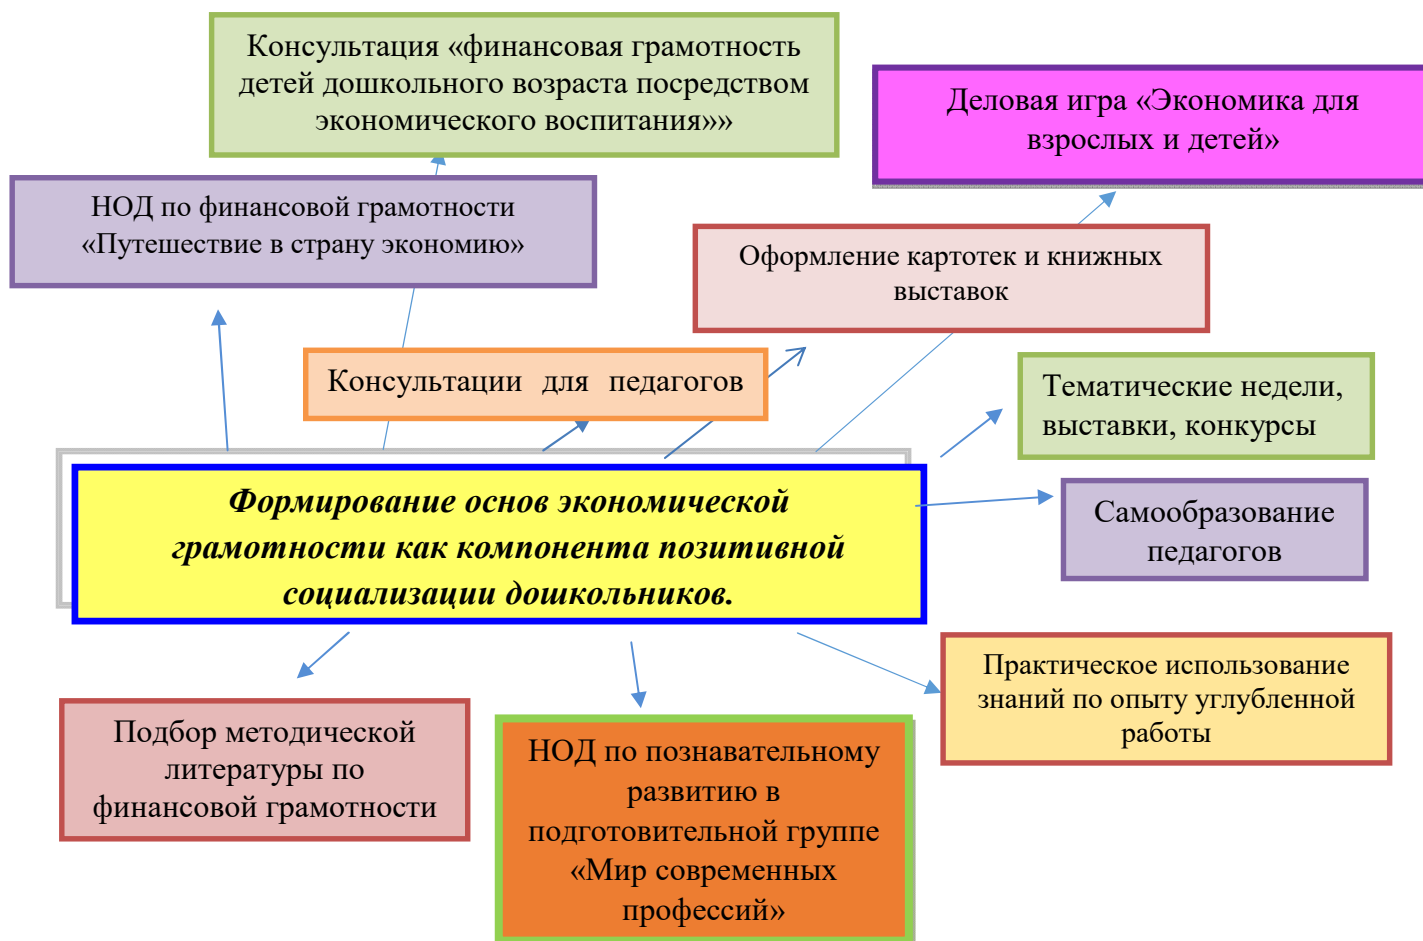 Консультация «финансовая грамотность
детей дошкольного возраста посредством
экономического воспитания»»
Деловая игра «Экономика для
взрослых и детей»
НОД по финансовой грамотности
«Путешествие в страну экономию»
Оформление картотек и книжных
выставок
Консультации для педагогов
Тематические недели,
выставки, конкурсы
Формирование основ экономической
грамотности как компонента позитивной
социализации дошкольников.
Самообразование
педагогов
Практическое использование
знаний по опыту углубленной
работы
Подбор методической
литературы по
финансовой грамотности
НОД по познавательному
развитию в
подготовительной группе
«Мир современных
профессий»